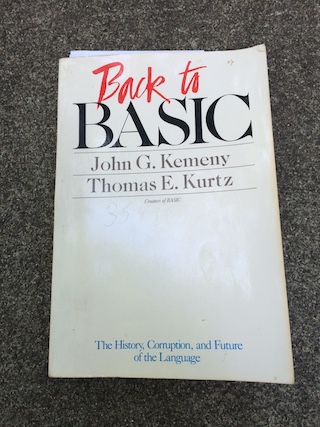 Back to
BASIC
John G. Kemeny
Thomas E. Kurtz
Creators of BASIC
The History, Corruption, and Future
of the Language